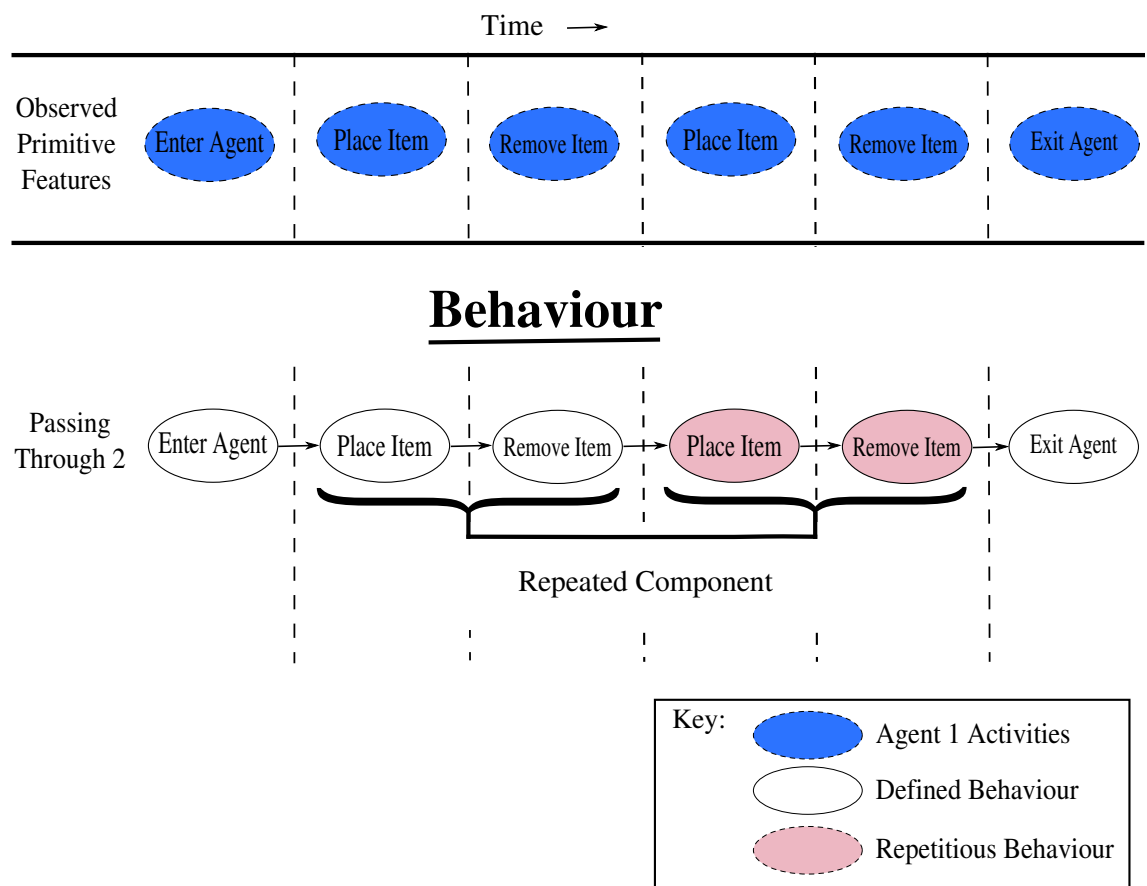 Time
Observed
Primitive
Features
Enter Agent
Place Item
Remove Item
Place Item
Remove Item
Exit Agent
Behaviour
Passing
Through 2
Enter Agent
Place Item
Remove Item
Place Item
Remove Item
Exit Agent
Repeated Component
Key:
Agent 1 Activities
Defined Behaviour
Repetitious Behaviour